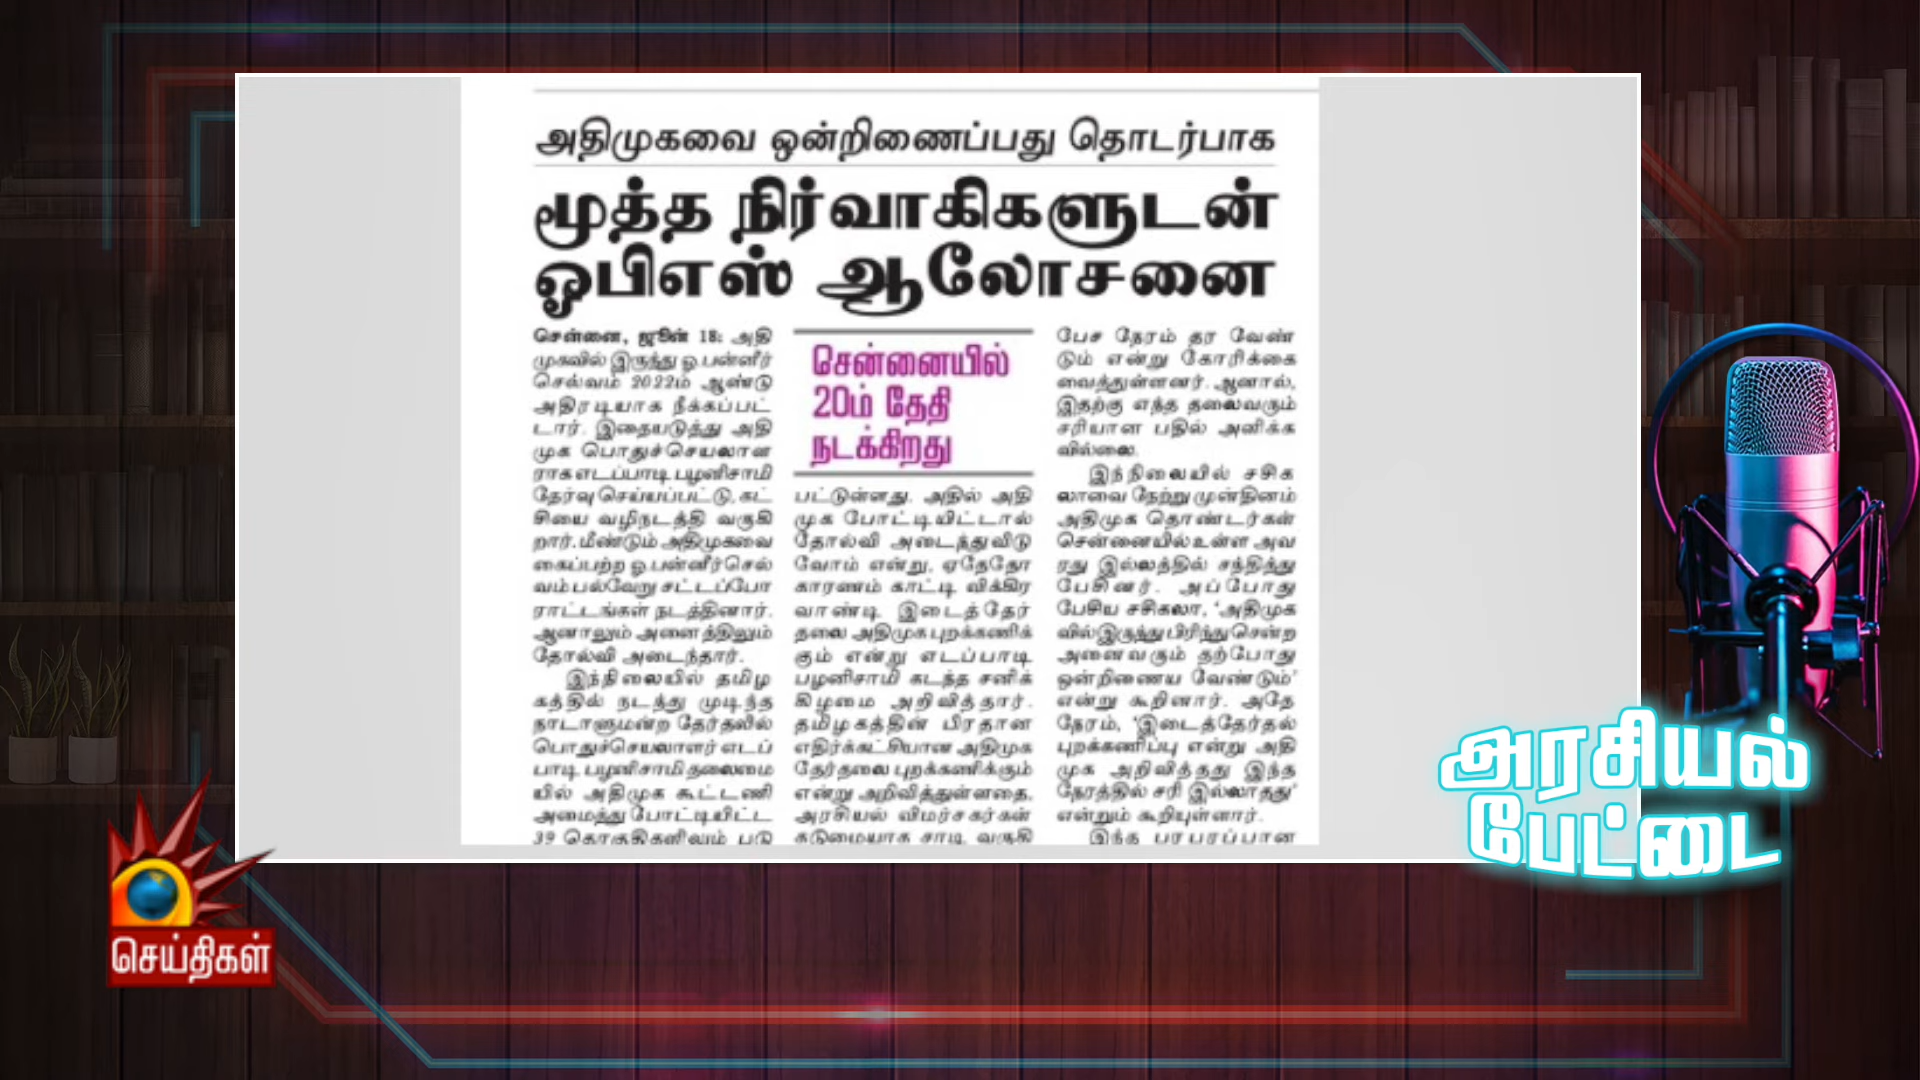 அதிமுகவை ஒன்றிணைப்பது தொடர்பாக
மூத்த நிர்வாகிகளுடன்
ஓபிஎஸ் ஆலோசனை
சென்னை, ஜூன் 18: அதி
முகவில் இருந்து ஓ.பன்னீர்
செல்வம் 2022ம் ஆண்டு
அதிரடியாக நீக்கப்பட்
டார். இதையடுத்து அதி
முக பொதுச்செயலாள
ராக எடப்பாடி பழனிசாமி
தேர்வு செய்யப்பட்டு, கட்
சியை வழிநடத்தி வருகி
றார். மீண்டும் அதிமுகவை
கைப்பற்ற ஓ.பன்னீர்செல்
வம் பல்வேறு சட்டப்போ
ராட்டங்கள் நடத்தினார்.
ஆனாலும் அனைத்திலும்
தோல்வி அடைந்தார்.
இந்நிலையில் தமிழ
கத்தில் நடந்து முடிந்த
நாடாளுமன்ற தேர்தலில்
பொதுச்செயலாளர் எடப்
பாடி பழனிசாமி தலைமை
யில் அதிமுக கூட்டணி
அமைத்து போட்டியிட்ட
39 தொகுதிகளிலும் படு
சென்னையில்
20ம் தேதி
நடக்கிறது
பட்டுள்ளது. அதில் அதி
முக போட்டியிட்டால்
தோல்வி அடைந்துவிடு
வோம் என்று, ஏதேதோ
காரணம் காட்டி விக்கிர
வாண்டி இடைத்தேர்
தலை அதிமுக புறக்கணிக்
கும் என்று எடப்பாடி
பழனிசாமி கடந்த சனிக்
கிழமை அறிவித்தார்.
தமிழகத்தின் பிரதான
எதிர்க்கட்சியான அதிமுக
தேர்தலை புறக்கணிக்கும்
என்று அறிவித்துள்ளதை,
அரசியல் விமர்சகர்கள்
கடுமையாக சாடி வருகி
பேச நேரம் தர வேண்
டும் என்று கோரிக்கை
வைத்துள்ளனர். ஆனால்,
இதற்கு எந்த தலைவரும்
சரியான பதில் அளிக்க
வில்லை.
இந்நிலையில் சசிக
லாவை நேற்று முன்தினம்
அதிமுக தொண்டர்கள்
சென்னையில் உள்ள அவ
ரது இல்லத்தில் சந்தித்து
பேசினர். அப்போது
பேசிய சசிகலா, 'அதிமுக
வில் இருந்து பிரிந்து சென்ற
அனைவரும் தற்போது
ஒன்றிணைய வேண்டும்'
என்று கூறினார். அதே
நேரம், 'இடைத்தேர்தல்
புறக்கணிப்பு என்று அதி
முக அறிவித்தது இந்த
நேரத்தில் சரி இல்லாதது'
என்றும் கூறியுள்ளார்.
இந்த பரபரப்பான
அரசியல்
பேட்டை
செய்திகள்